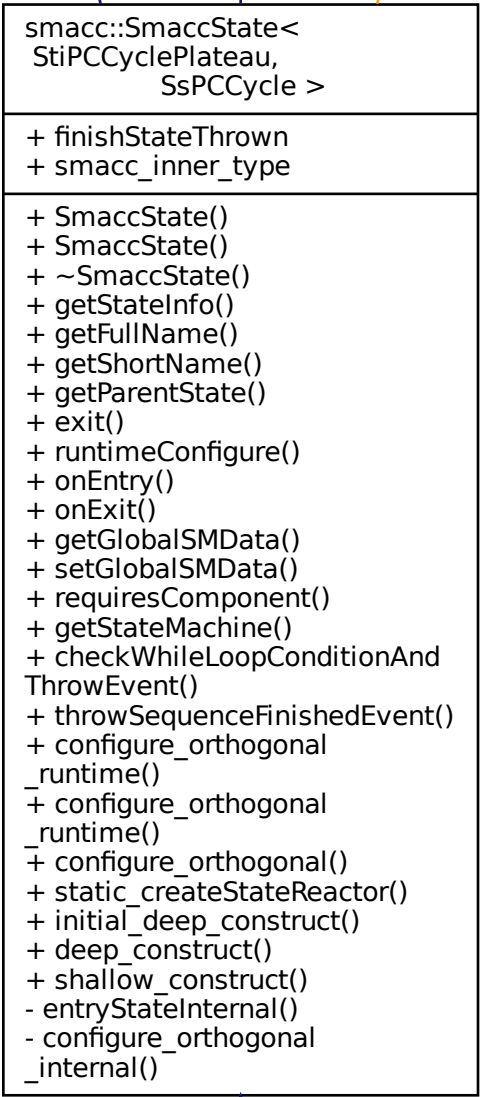 smacc::SmaccState<
StiPCCyclePlateau,
SsPCCycle >
+ finishStateThrown
+ smacc_inner_type
+ SmaccState()
+ SmaccState()
+ ~SmaccState()
+ getStateInfo()
+ getFullName()
+ getShortName()
+ getParentState()
+ exit()
+ runtimeConfigure()
+ onEntry()
+ onExit()
+ getGlobalSMData()
+ setGlobalSMData()
+ requiresComponent()
+ getStateMachine()
+ checkWhileLoopConditionAnd
ThrowEvent()
+ throwSequenceFinishedEvent()
+ configure_orthogonal
_runtime()
+ configure_orthogonal
_runtime()
+ configure_orthogonal()
+ static_createStateReactor()
+ initial_deep_construct()
+ deep_construct()
+ shallow_construct()
- entryStateInternal()
- configure_orthogonal
_internal()